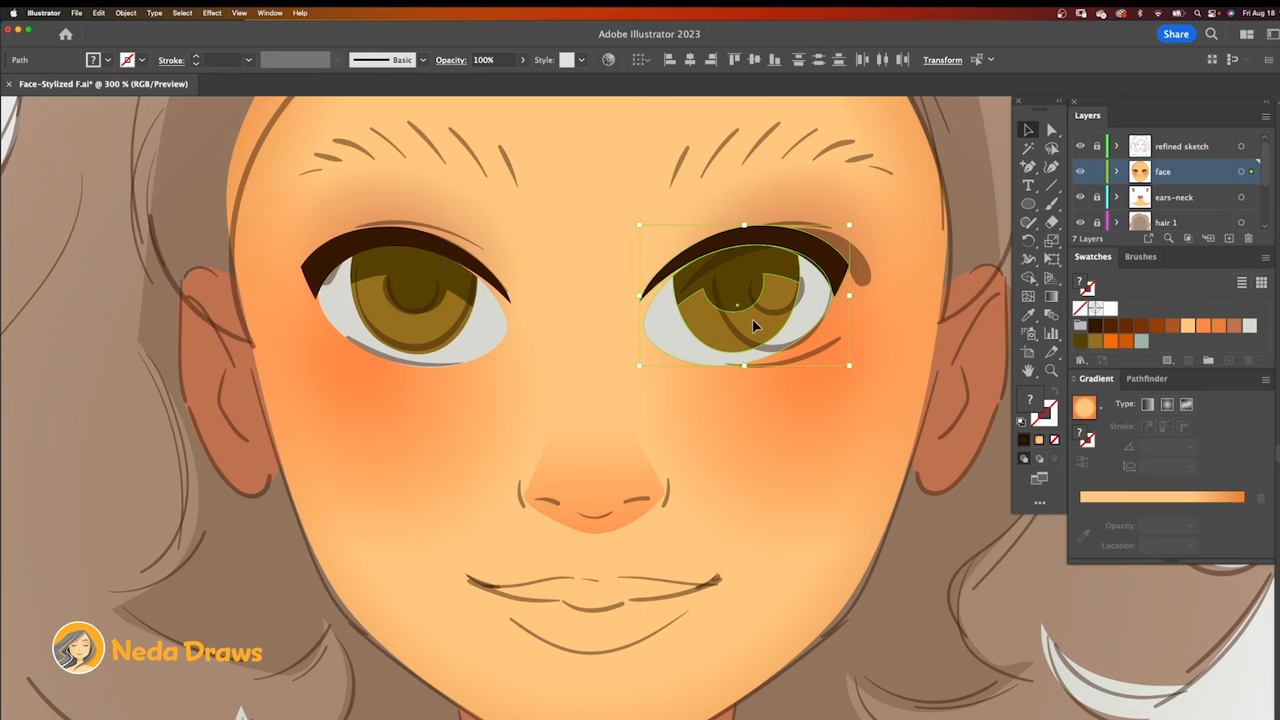 Illustrator File Edit Object Type Select Effect View Window Help Fri Aug 18
Adobe Illustrator 2023 Share
Path Stroke: Basic Opacity: 100% Style: Transform
Face-Stylized F.ai* @ 300 % (RGB/Preview)
Layers
refined sketch
face
ears-neck
hair 1
7 Layers
Swatches Brushes
Gradient Pathfinder
Type:
Stroke:
Opacity:
Location:
Neda Draws